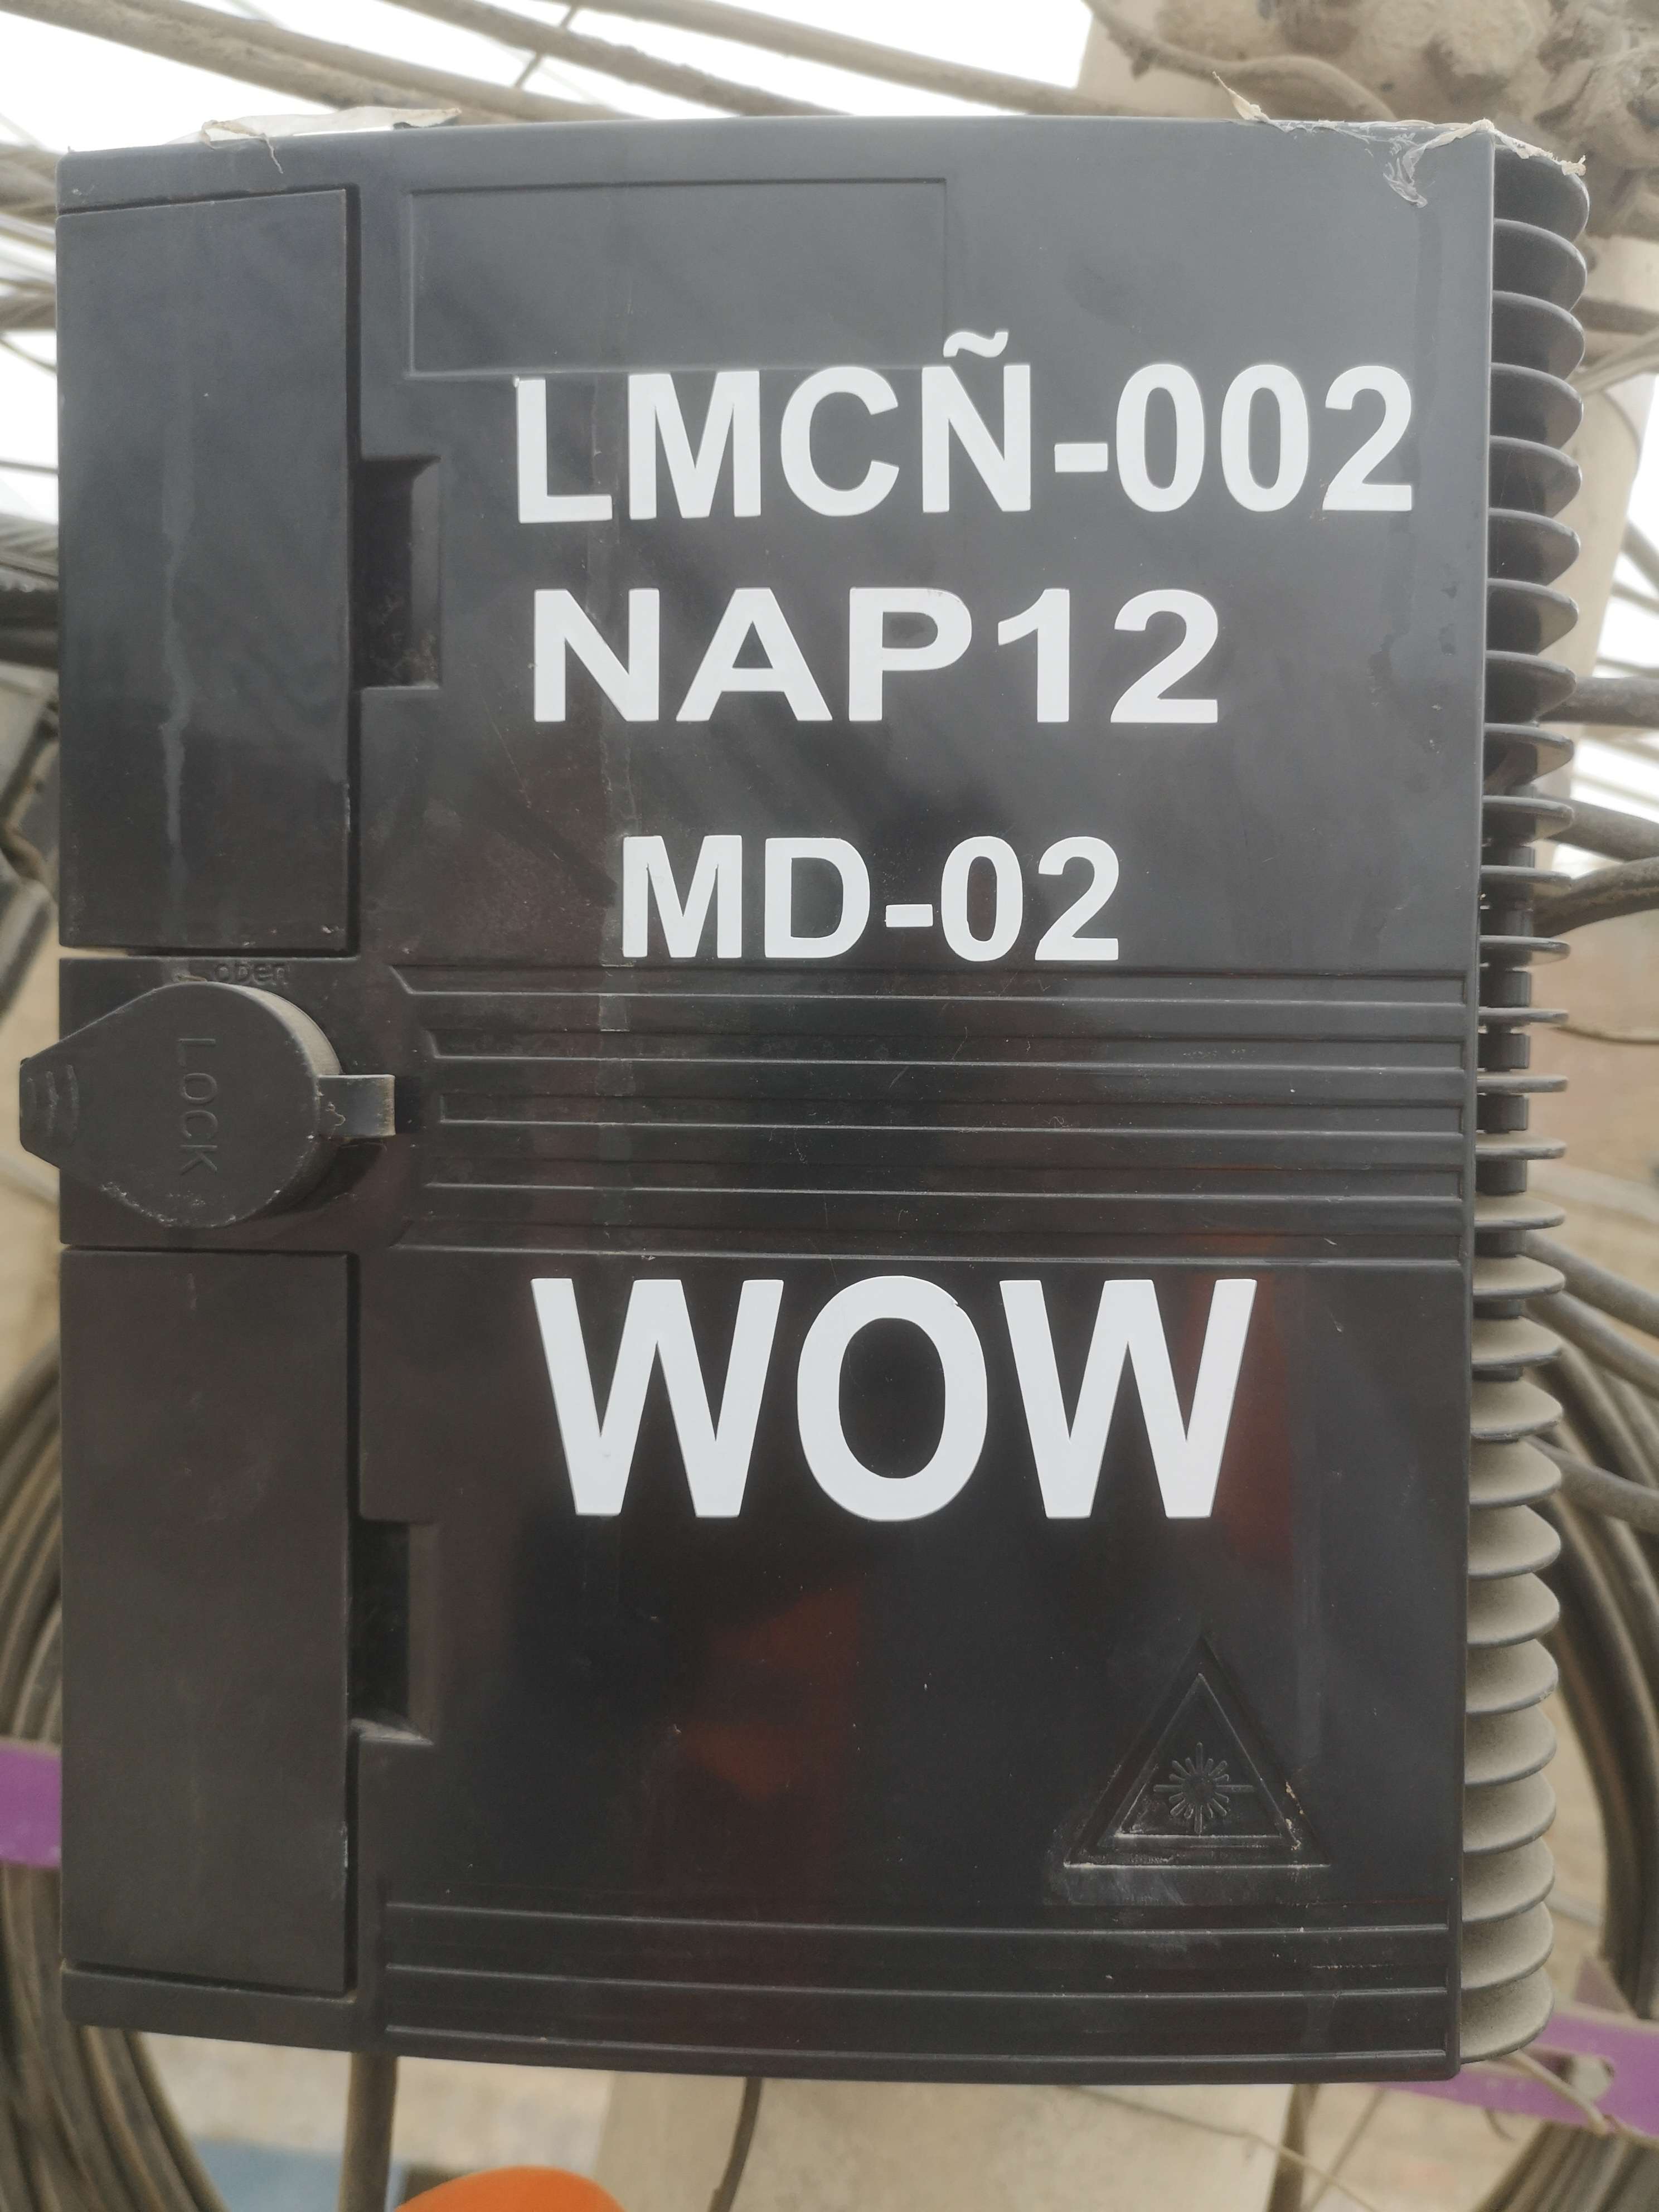 LMCÑ-002
NAP12
MD-02
open
LOCK
WOW